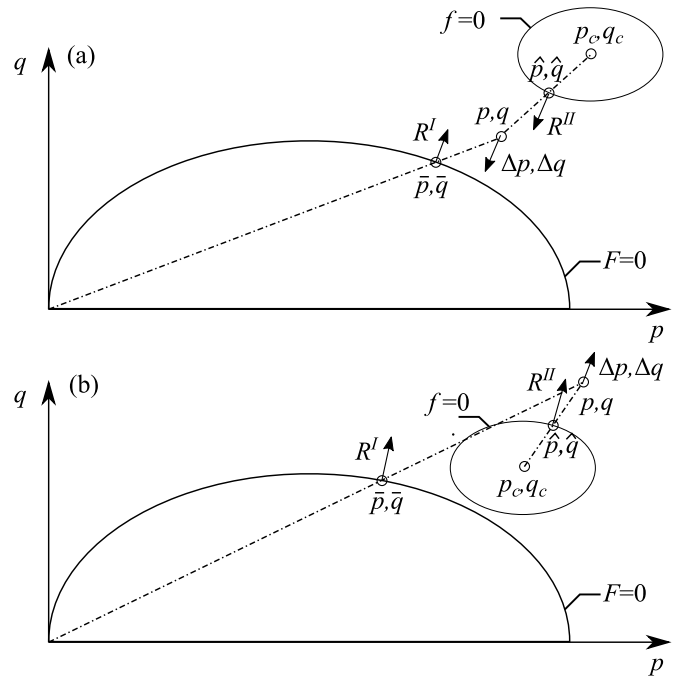 f=0
q (a)
p_c,q_c
p̂,q̂
p,q
R^I
R^{II}
Δp,Δq
p̄,q̄
F=0
p
q (b)
Δp,Δq
R^{II}
f=0
p,q
R^I
p̂,q̂
p_c,q_c
p̄,q̄
F=0
p